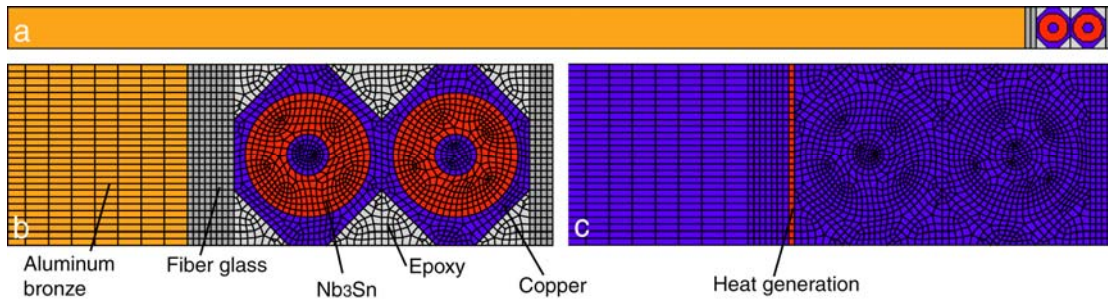 a
b
c
Aluminum
bronze
Fiber glass
Nb3Sn
Epoxy
Copper
Heat generation